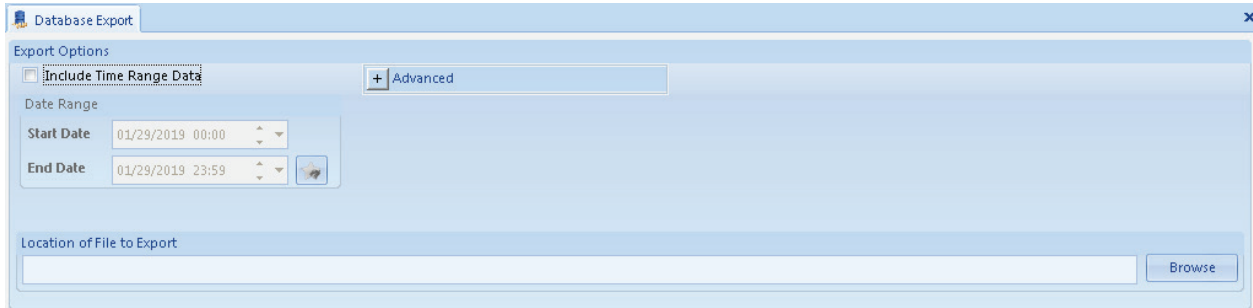 Database Export
Export Options
Include Time Range Data
+ Advanced
Date Range
Start Date 01/29/2019 00:00
End Date 01/29/2019 23:59
Location of File to Export
Browse